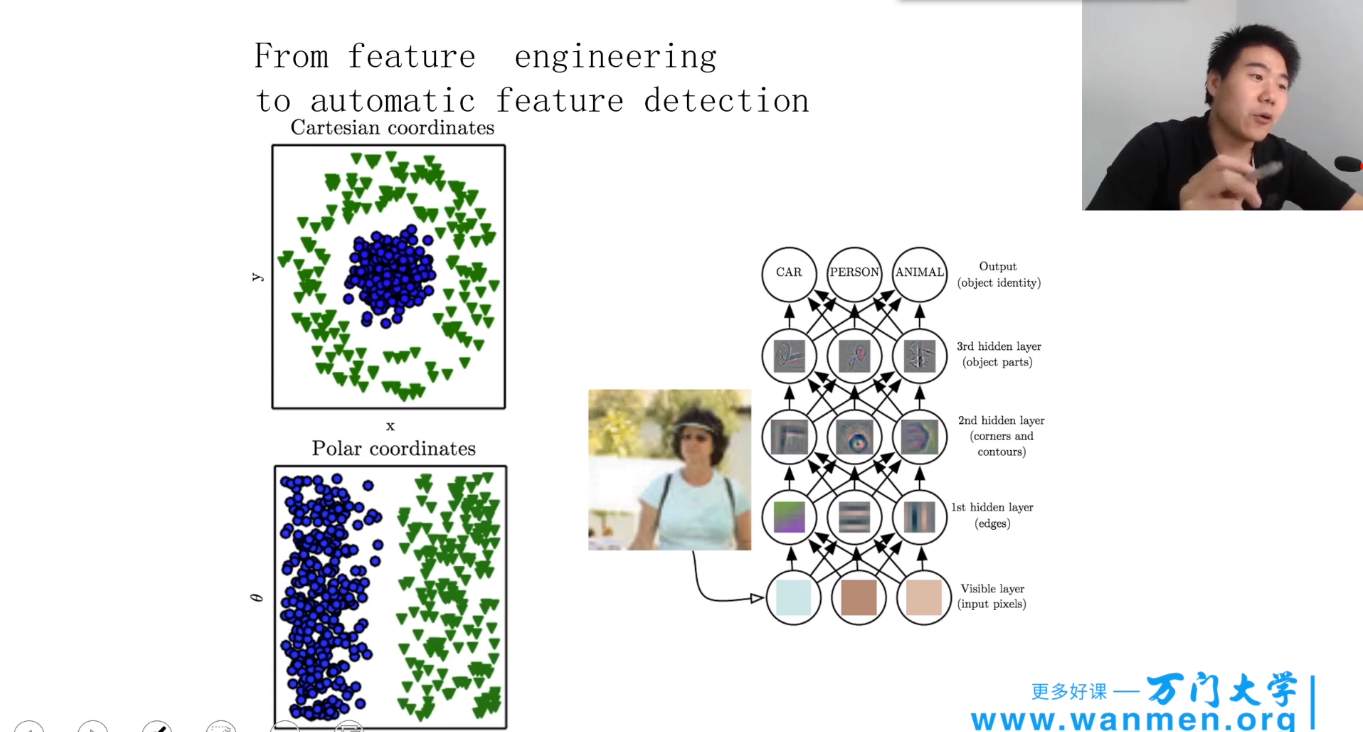 From feature engineering
to automatic feature detection
Cartesian coordinates
y
x
Polar coordinates
θ
CAR
PERSON
ANIMAL
Output
(object identity)
3rd hidden layer
(object parts)
2nd hidden layer
(corners and
contours)
1st hidden layer
(edges)
Visible layer
(input pixels)
更多好课 — 万门大学
www.wanmen.org